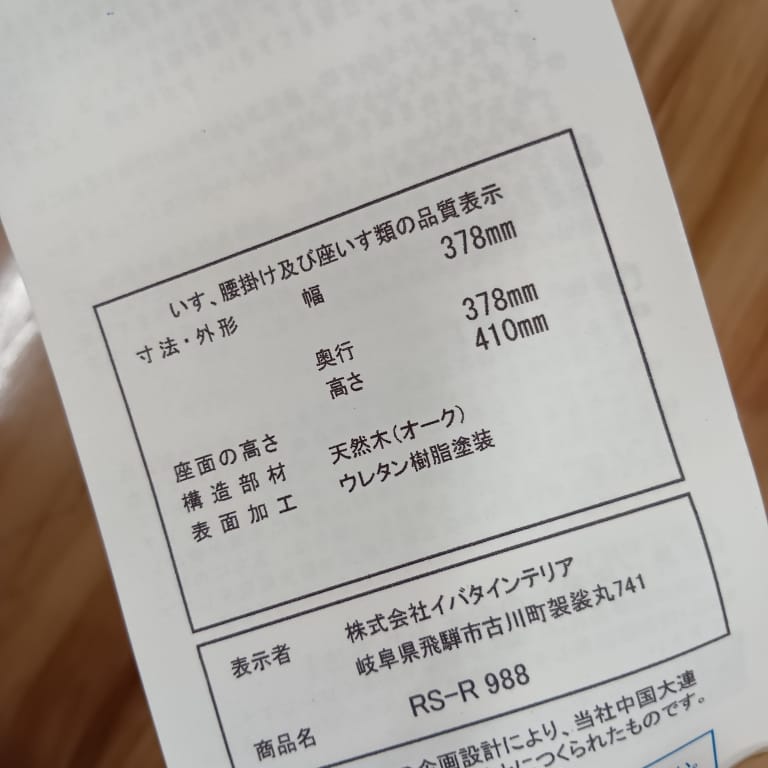 いす、腰掛け及び座いす類の品質表示
寸法・外形 幅 378mm
奥行 378mm
高さ 410mm
座面の高さ
構造部材 天然木(オーク)
表面加工 ウレタン樹脂塗装
表示者 株式会社イバタインテリア
岐阜県飛騨市古川町袈裟丸741
商品名 RS-R 988
企画設計により、当社中国大連
につくられたものです。